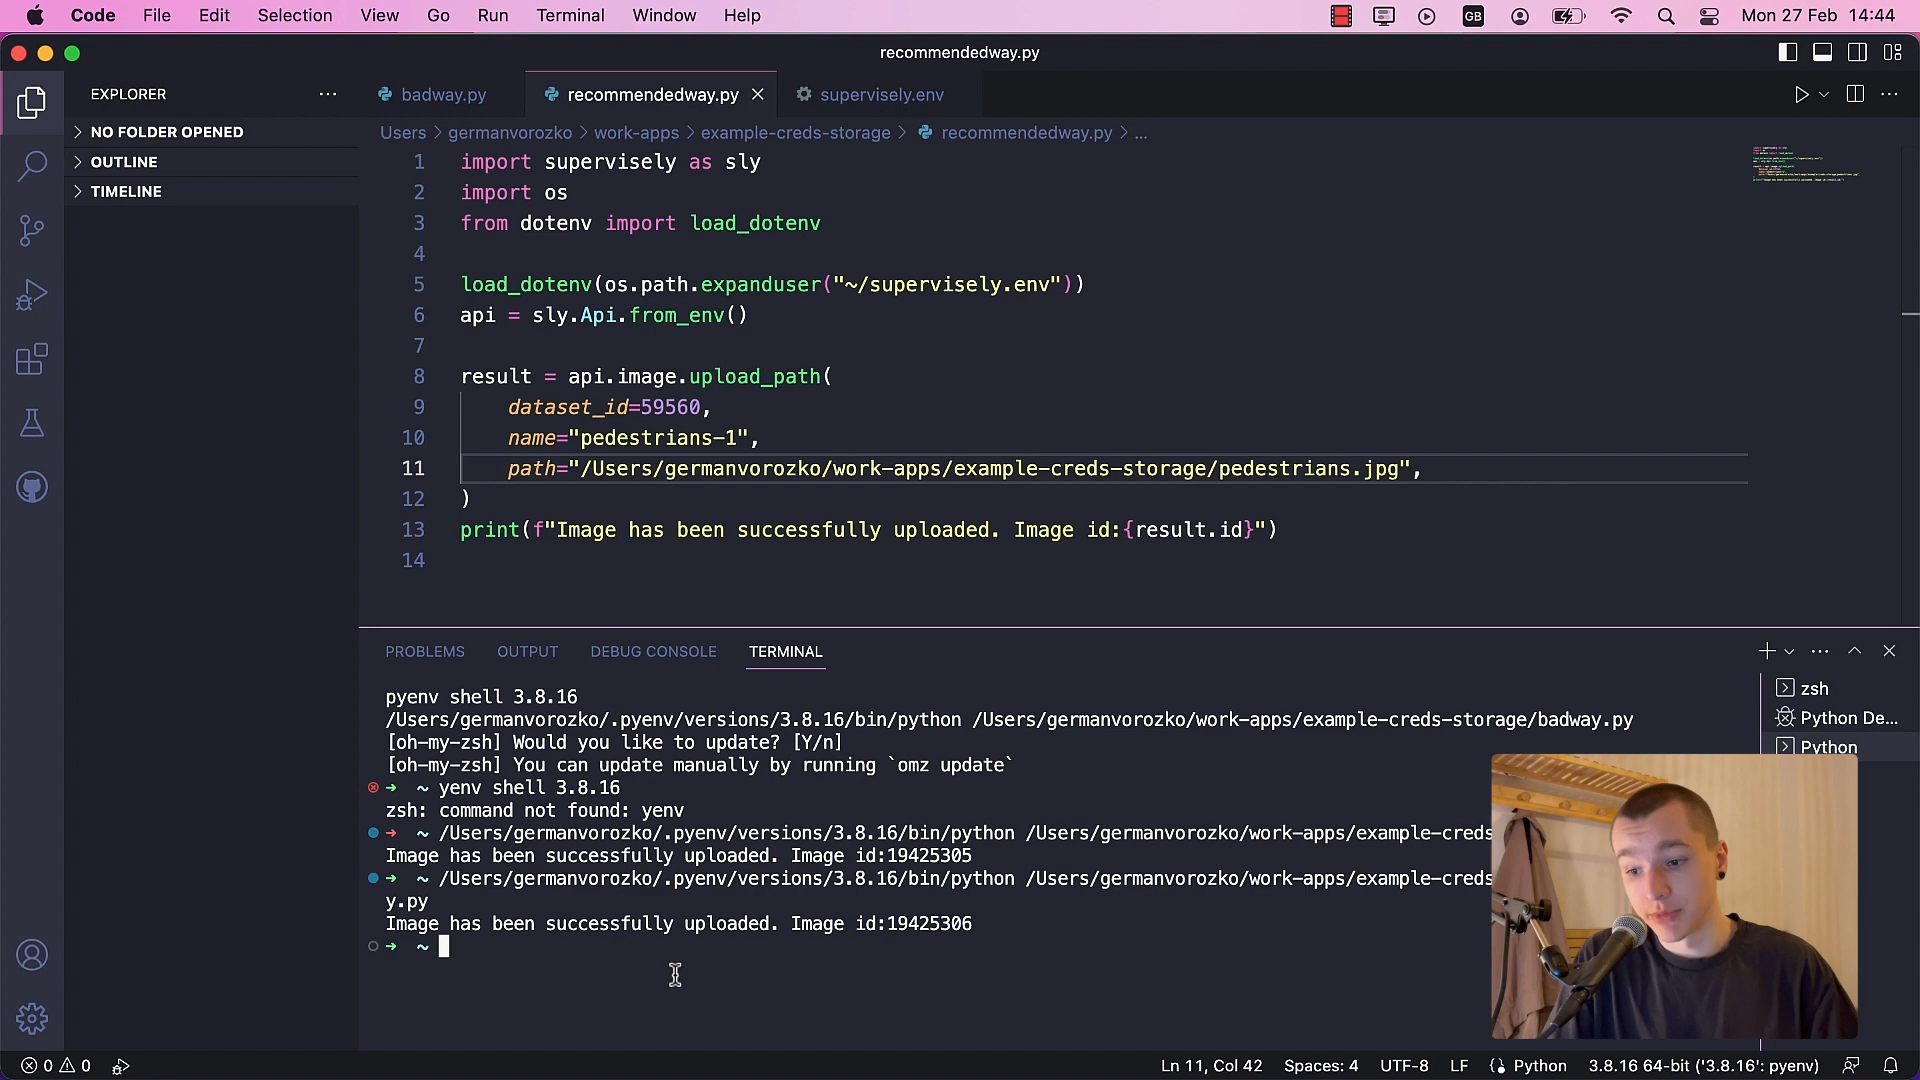 Code File Edit Selection View Go Run Terminal Window Help GB Mon 27 Feb 14:44
recommendedway.py
EXPLORER
NO FOLDER OPENED
OUTLINE
TIMELINE
badway.py recommendedway.py supervisely.env
Users > germanvorozko > work-apps > example-creds-storage > recommendedway.py > ...
1 import supervisely as sly
2 import os
3 from dotenv import load_dotenv
4
5 load_dotenv(os.path.expanduser("~/supervisely.env"))
6 api = sly.Api.from_env()
7
8 result = api.image.upload_path(
9 dataset_id=59560,
10 name="pedestrians-1",
11 path="/Users/germanvorozko/work-apps/example-creds-storage/pedestrians.jpg",
12 )
13 print(f"Image has been successfully uploaded. Image id:{result.id}")
14
PROBLEMS OUTPUT DEBUG CONSOLE TERMINAL
pyenv shell 3.8.16
/Users/germanvorozko/.pyenv/versions/3.8.16/bin/python /Users/germanvorozko/work-apps/example-creds-storage/badway.py
[oh-my-zsh] Would you like to update? [Y/n]
[oh-my-zsh] You can update manually by running `omz update`
→ ~ yenv shell 3.8.16
zsh: command not found: yenv
→ ~ /Users/germanvorozko/.pyenv/versions/3.8.16/bin/python /Users/germanvorozko/work-apps/example-creds
Image has been successfully uploaded. Image id:19425305
→ ~ /Users/germanvorozko/.pyenv/versions/3.8.16/bin/python /Users/germanvorozko/work-apps/example-creds
y.py
Image has been successfully uploaded. Image id:19425306
→ ~
zsh
Python De...
Python
0 0 Ln 11, Col 42 Spaces: 4 UTF-8 LF Python 3.8.16 64-bit ('3.8.16': pyenv)